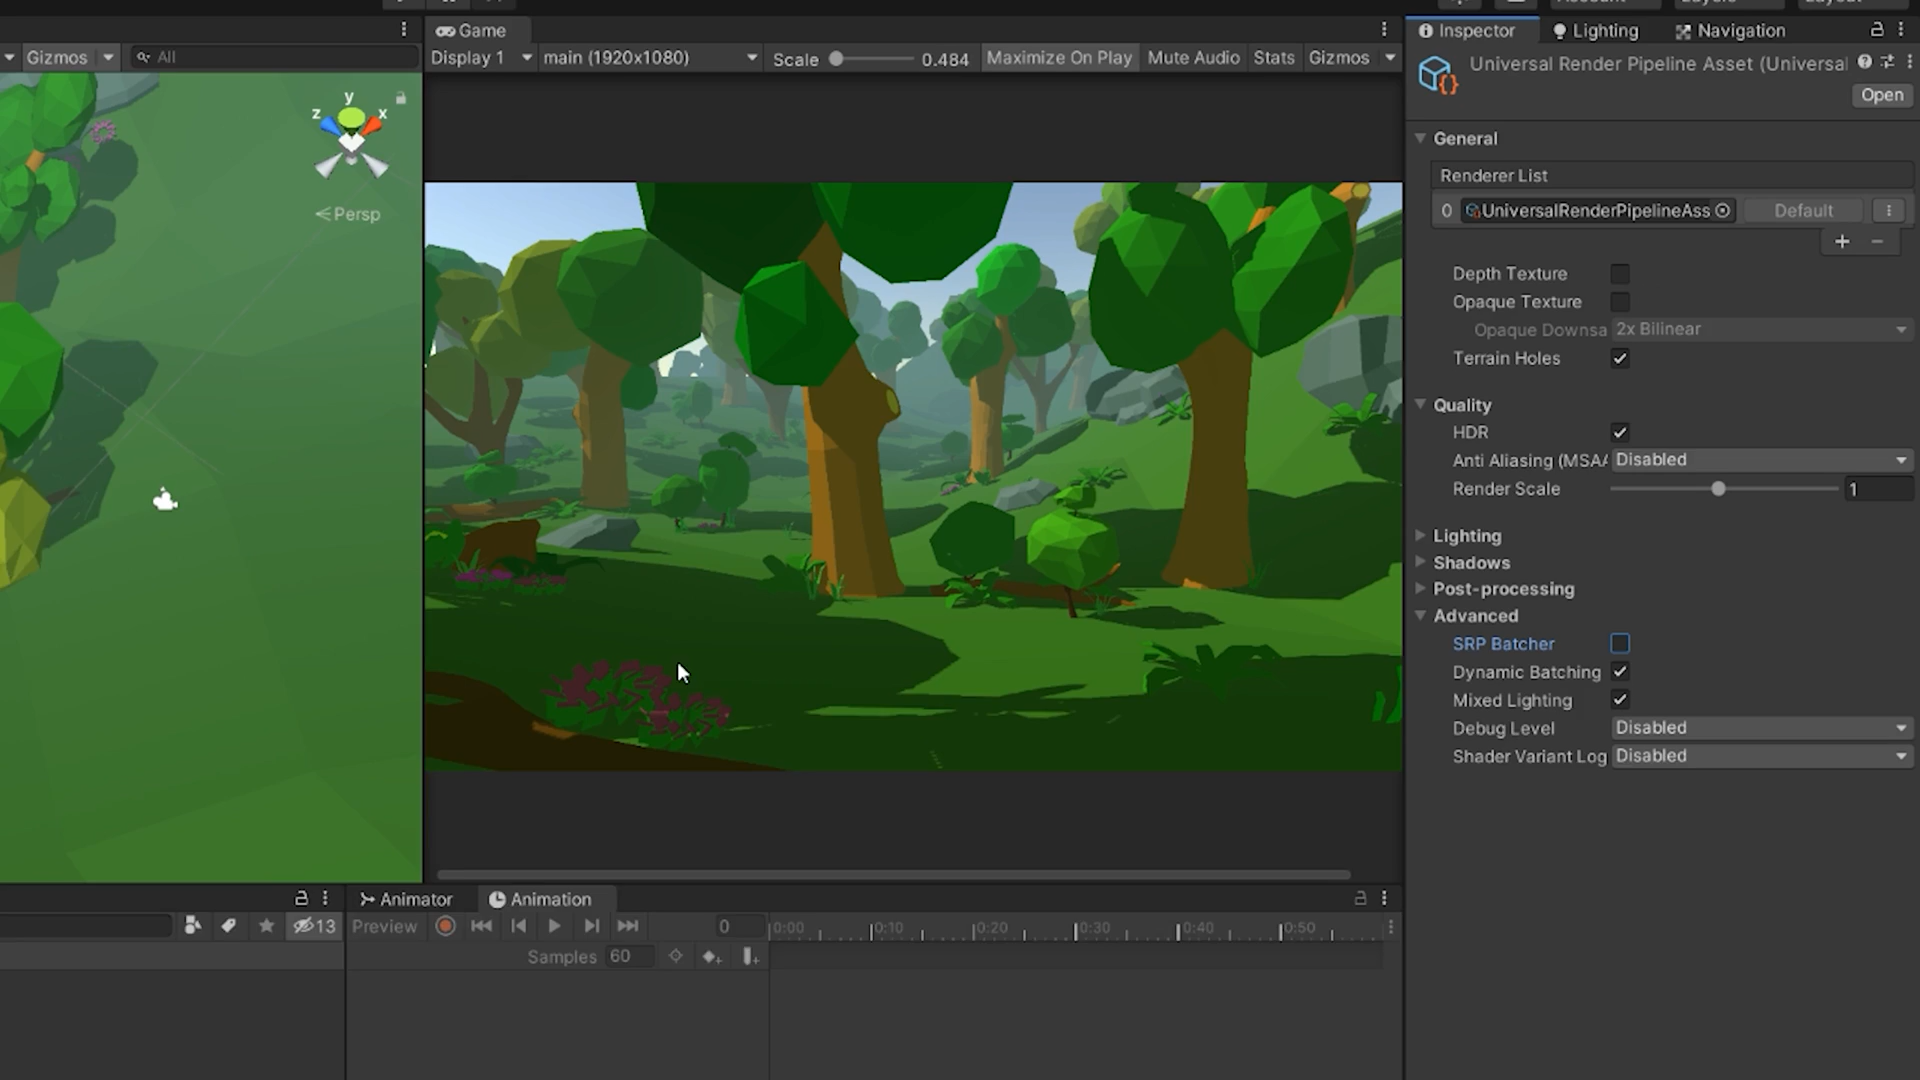 Gizmos All
y
z x
Persp
Game
Display 1 main (1920x1080) Scale 0.484 Maximize On Play Mute Audio Stats Gizmos
Inspector Lighting Navigation
Universal Render Pipeline Asset (Universal
Open
General
Renderer List
0 UniversalRenderPipelineAss Default
+ −
Depth Texture
Opaque Texture
Opaque Downsa 2x Bilinear
Terrain Holes
Quality
HDR
Anti Aliasing (MSAA Disabled
Render Scale 1
Lighting
Shadows
Post-processing
Advanced
SRP Batcher
Dynamic Batching
Mixed Lighting
Debug Level Disabled
Shader Variant Log Disabled
13
Animator Animation
Preview 0 0:00 0:10 0:20 0:30 0:40 0:50
Samples 60